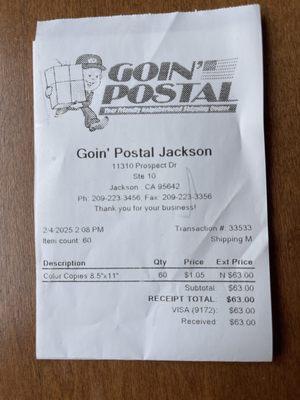 GOIN'
POSTAL
Your Friendly Neighborhood Shipping Center
Goin' Postal Jackson
11310 Prospect Dr
Ste 10
Jackson , CA 95642
Ph: 209-223-3456, Fax: 209-223-3356
Thank you for your business!
2/4/2025 2:08 PM Transaction #: 33533
Item count: 60 Shipping M
Description Qty Price Ext Price
Color Copies 8.5"x11" 60 $1.05 N $63.00
Subtotal $63.00
RECEIPT TOTAL: $63.00
VISA (9172): $63.00
Received: $63.00